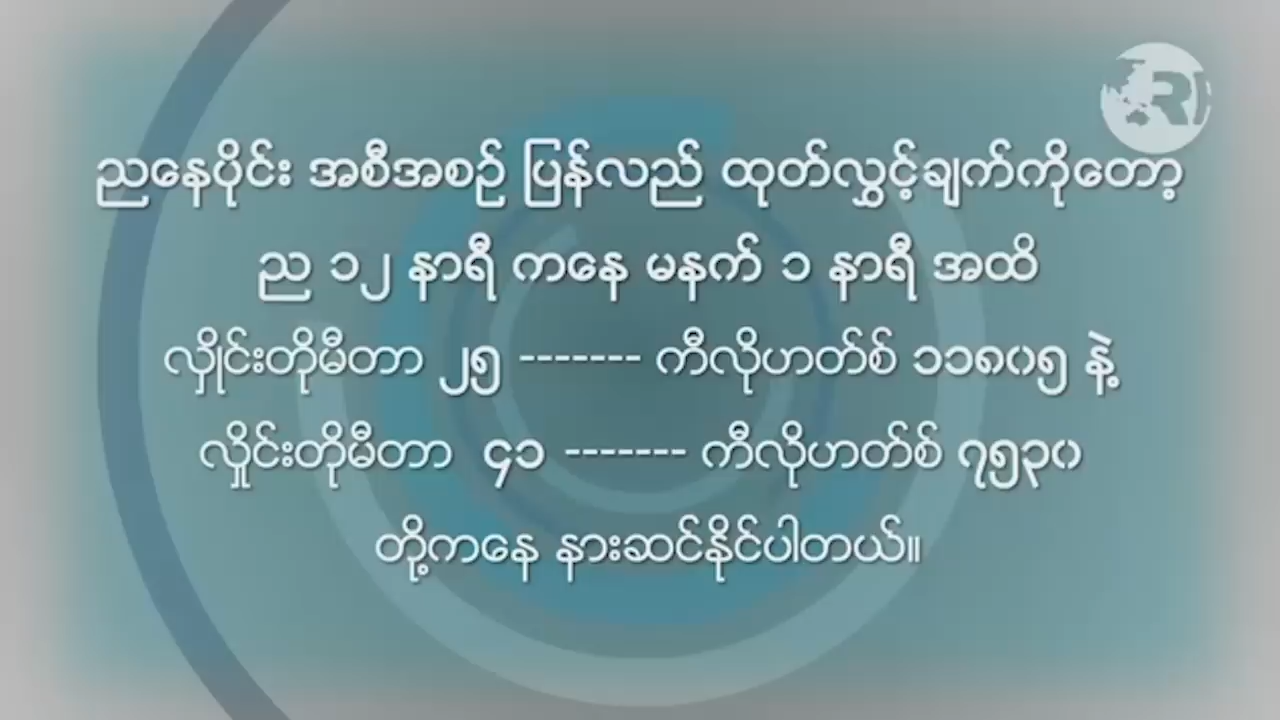 ညနေပိုင်း အစီအစဉ် ပြန်လည် ထုတ်လွှင့်ချက်ကိုတော့
ည ၁၂ နာရီ ကနေ မနက် ၁ နာရီ အထိ
လှိုင်းတိုမီတာ ၂၅ ------- ကီလိုဟတ်စ် ၁၁၈၀၅ နဲ့
လှိုင်းတိုမီတာ ၄၁ ------- ကီလိုဟတ်စ် ၇၅၃၀
တို့ကနေ နားဆင်နိုင်ပါတယ်။